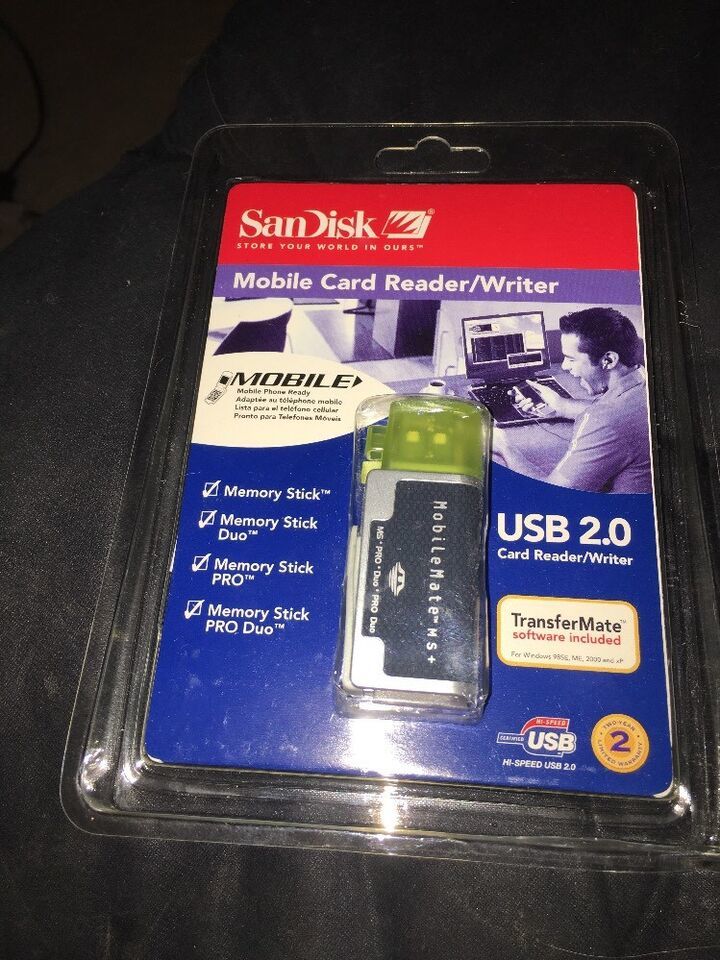 SanDisk®
STORE YOUR WORLD IN OURS™
Mobile Card Reader/Writer
MOBILE
Mobile Phone Ready
Adaptée au téléphone mobile
Lista para el teléfono cellular
Pronto para Telefones Móveis
Memory Stick™
Memory Stick
Duo™
Memory Stick
PRO™
Memory Stick
PRO Duo™
MobileMate™ MS+
MS • PRO • Duo • PRO Duo
USB 2.0
Card Reader/Writer
TransferMate™
software included
For Windows 98SE, ME, 2000 and XP
HI-SPEED
CERTIFIED
USB
HI-SPEED USB 2.0
TWO-YEAR
2
LIMITED WARRANTY